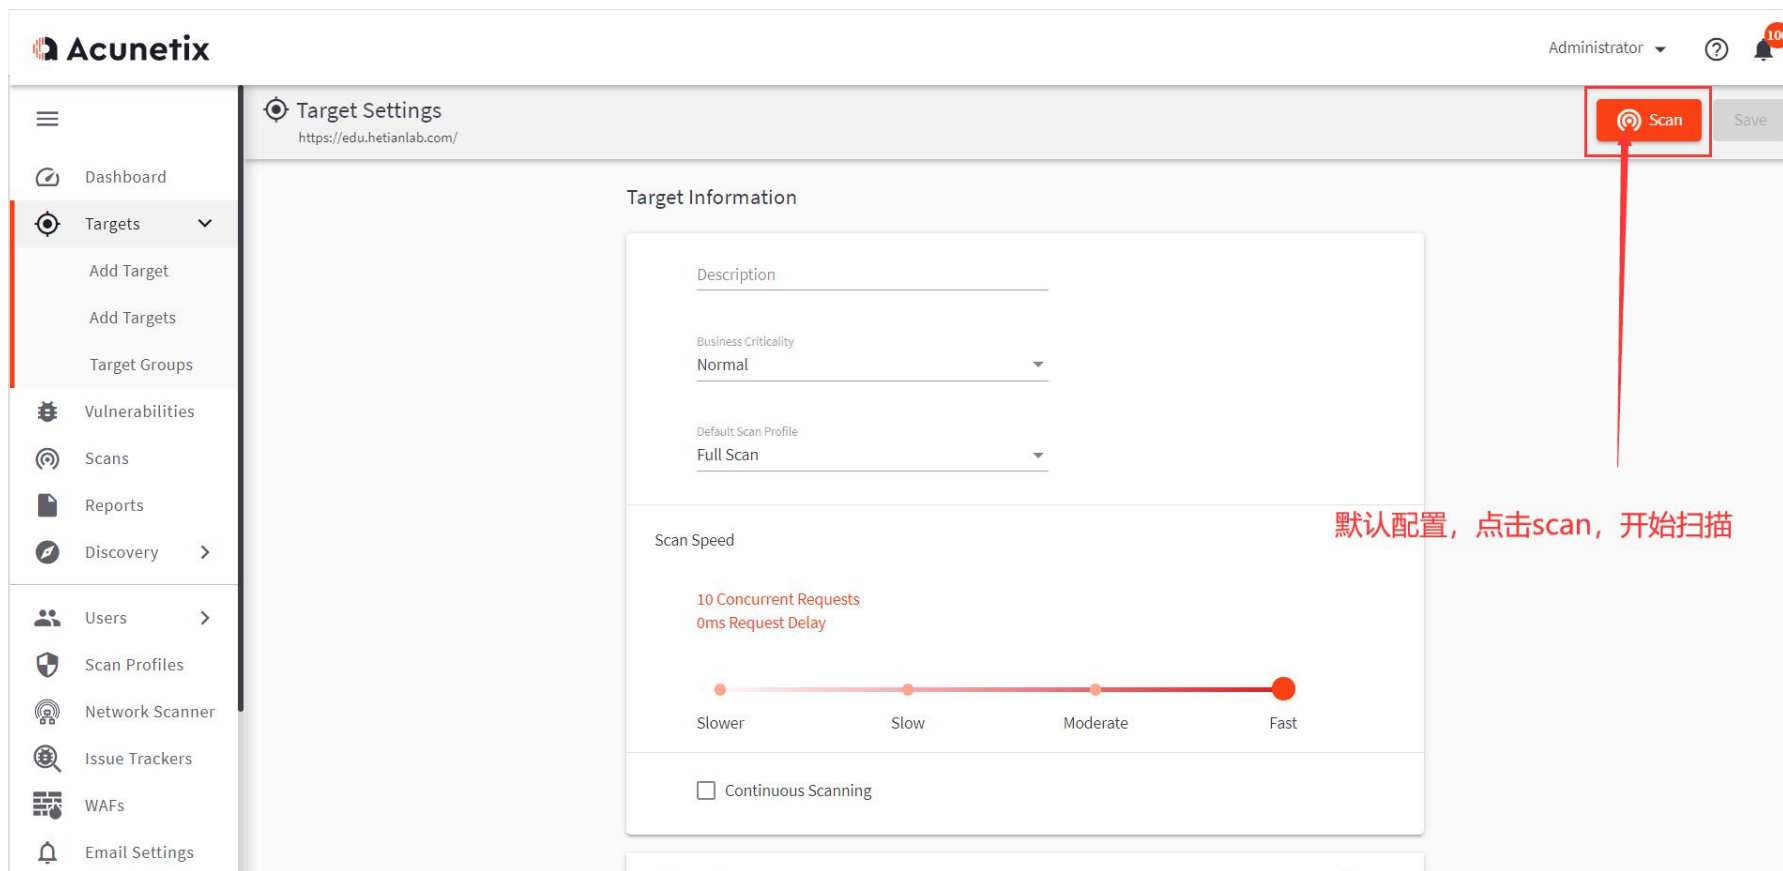 Acunetix
Administrator
100
Target Settings
https://edu.hetianlab.com/
Scan
Save
Dashboard
Targets
Add Target
Add Targets
Target Groups
Vulnerabilities
Scans
Reports
Discovery
Users
Scan Profiles
Network Scanner
Issue Trackers
WAFs
Email Settings
Target Information
Description
Business Criticality
Normal
Default Scan Profile
Full Scan
默认配置，点击scan，开始扫描
Scan Speed
10 Concurrent Requests
0ms Request Delay
Slower Slow Moderate Fast
Continuous Scanning